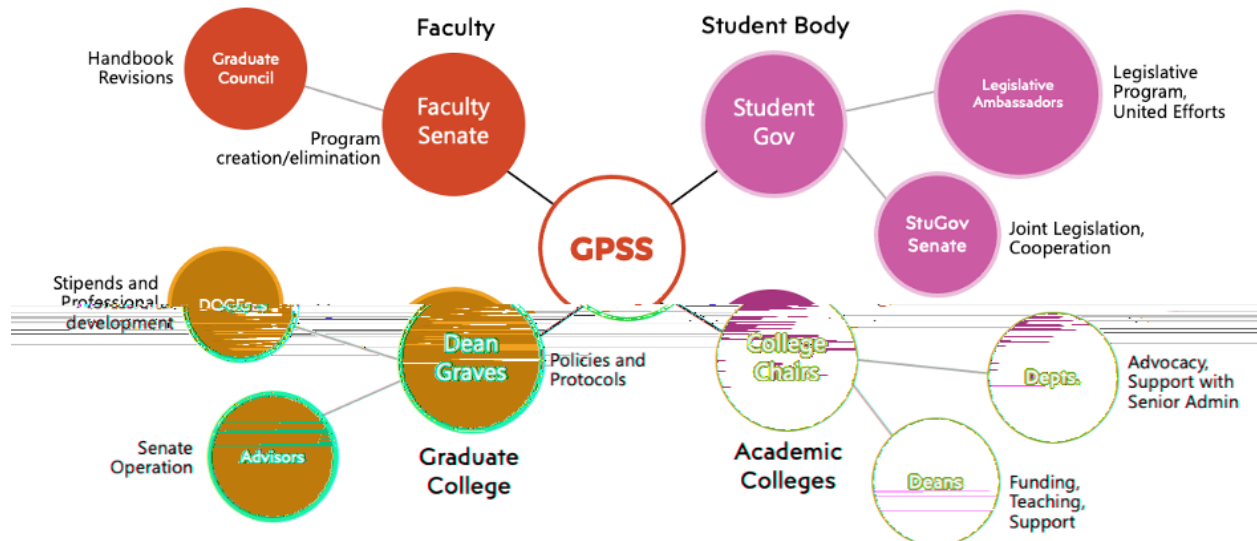 Faculty
Student Body
Handbook
Revisions
Graduate
Council
Faculty
Senate
Program
creation/elimination
Student
Gov
Legislative
Ambassadors
Legislative
Program,
United Efforts
StuGov
Senate
Joint Legislation,
Cooperation
GPSS
Stipends and
Professional
development
Dean
Graves
Policies and
Protocols
College
Chairs
Depts.
Advocacy,
Support with
Senior Admin
Senate
Operation
Advisors
Graduate
College
Academic
Colleges
Deans
Funding,
Teaching,
Support